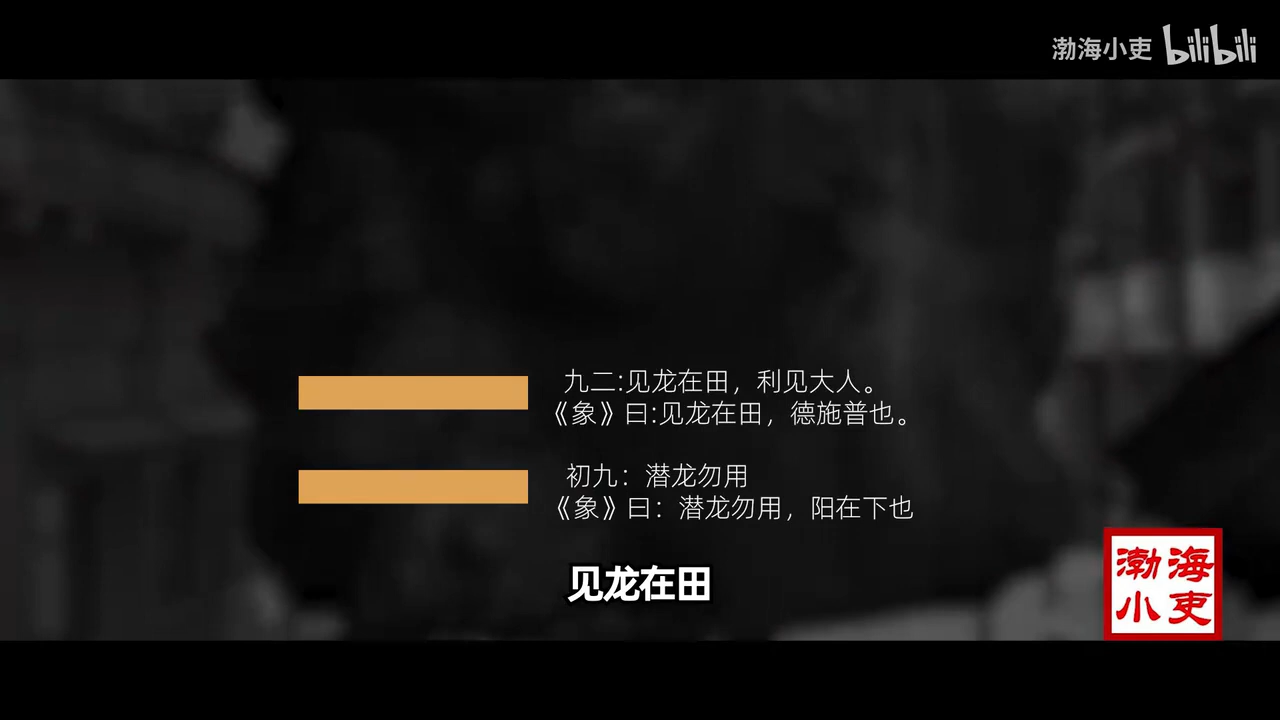 渤海小吏 bilibili
九二:见龙在田，利见大人。
《象》曰:见龙在田，德施普也。
初九：潜龙勿用
《象》曰：潜龙勿用，阳在下也
见龙在田
渤海
小吏